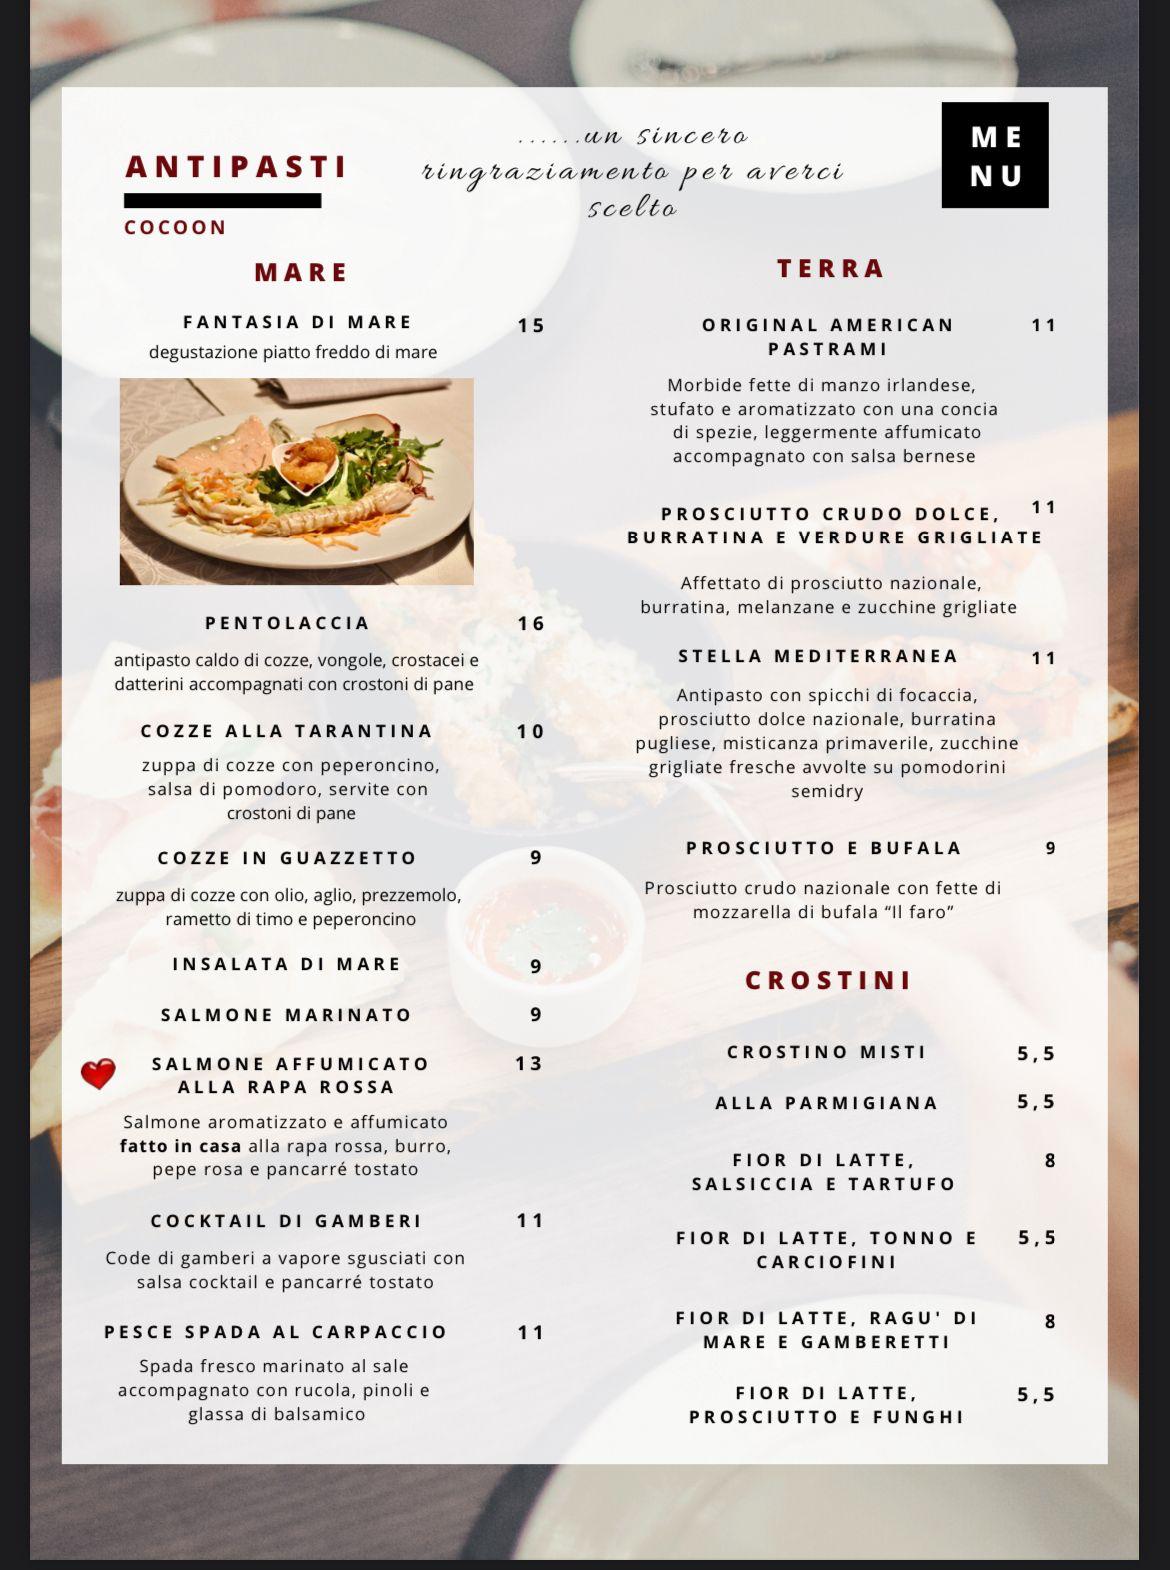 ......un sincero
ringraziamento per averci
scelto
ME
NU
ANTIPASTI
COCOON
MARE
FANTASIA DI MARE 15
degustazione piatto freddo di mare
PENTOLACCIA 16
antipasto caldo di cozze, vongole, crostacei e
datterini accompagnati con crostoni di pane
COZZE ALLA TARANTINA 10
zuppa di cozze con peperoncino,
salsa di pomodoro, servite con
crostoni di pane
COZZE IN GUAZZETTO 9
zuppa di cozze con olio, aglio, prezzemolo,
rametto di timo e peperoncino
INSALATA DI MARE 9
SALMONE MARINATO 9
SALMONE AFFUMICATO 13
ALLA RAPA ROSSA
Salmone aromatizzato e affumicato
fatto in casa alla rapa rossa, burro,
pepe rosa e pancarré tostato
COCKTAIL DI GAMBERI 11
Code di gamberi a vapore sgusciati con
salsa cocktail e pancarré tostato
PESCE SPADA AL CARPACCIO 11
Spada fresco marinato al sale
accompagnato con rucola, pinoli e
glassa di balsamico
TERRA
ORIGINAL AMERICAN 11
PASTRAMI
Morbide fette di manzo irlandese,
stufato e aromatizzato con una concia
di spezie, leggermente affumicato
accompagnato con salsa bernese
PROSCIUTTO CRUDO DOLCE, 11
BURRATINA E VERDURE GRIGLIATE
Affettato di prosciutto nazionale,
burratina, melanzane e zucchine grigliate
STELLA MEDITERRANEA 11
Antipasto con spicchi di focaccia,
prosciutto dolce nazionale, burratina
pugliese, misticanza primaverile, zucchine
grigliate fresche avvolte su pomodorini
semidry
PROSCIUTTO E BUFALA 9
Prosciutto crudo nazionale con fette di
mozzarella di bufala “Il faro”
CROSTINI
CROSTINO MISTI 5,5
ALLA PARMIGIANA 5,5
FIOR DI LATTE, 8
SALSICCIA E TARTUFO
FIOR DI LATTE, TONNO E 5,5
CARCIOFINI
FIOR DI LATTE, RAGU' DI 8
MARE E GAMBERETTI
FIOR DI LATTE, 5,5
PROSCIUTTO E FUNGHI